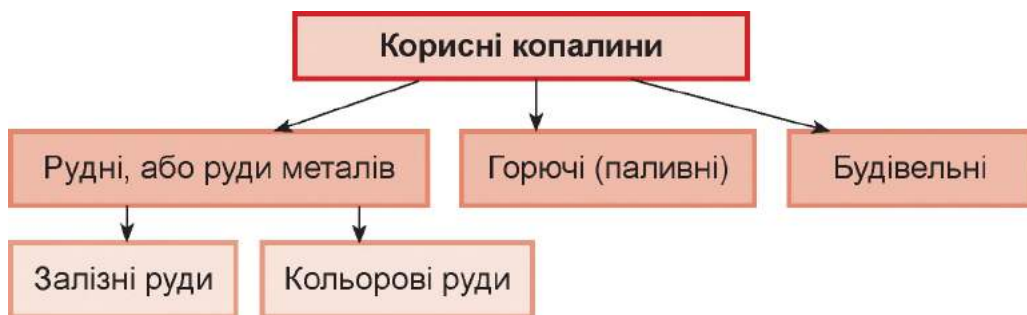 Корисні копалини
Рудні, або руди металів
Горючі (паливні)
Будівельні
Залізні руди
Кольорові руди